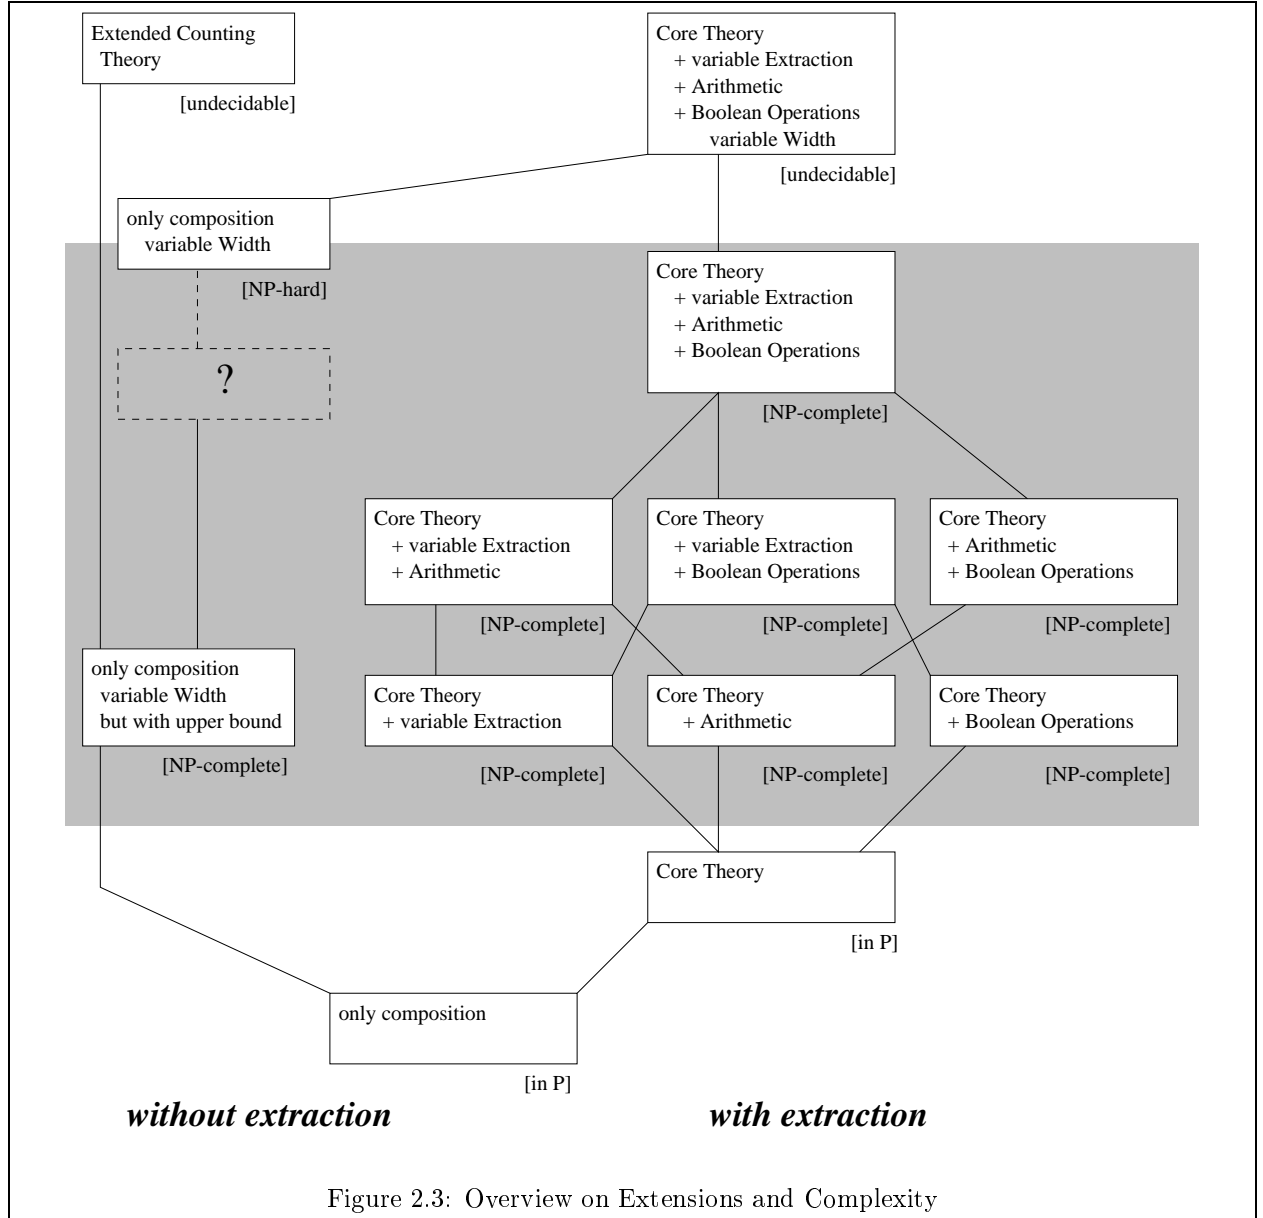 Extended Counting
Theory
[undecidable]
Core Theory
+ variable Extraction
+ Arithmetic
+ Boolean Operations
variable Width
[undecidable]
only composition
variable Width
[NP-hard]
?
Core Theory
+ variable Extraction
+ Arithmetic
+ Boolean Operations
[NP-complete]
Core Theory
+ variable Extraction
+ Arithmetic
[NP-complete]
Core Theory
+ variable Extraction
+ Boolean Operations
[NP-complete]
Core Theory
+ Arithmetic
+ Boolean Operations
[NP-complete]
only composition
variable Width
but with upper bound
[NP-complete]
Core Theory
+ variable Extraction
[NP-complete]
Core Theory
+ Arithmetic
[NP-complete]
Core Theory
+ Boolean Operations
[NP-complete]
Core Theory
[in P]
only composition
[in P]
without extraction
with extraction
Figure 2.3: Overview on Extensions and Complexity